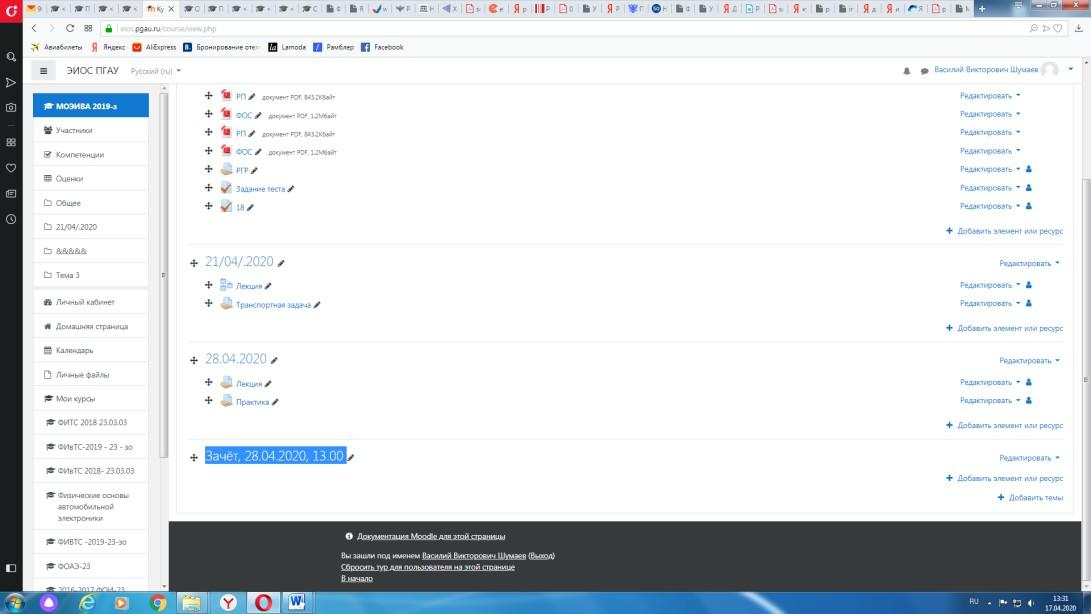 eios.pgau.ru/course/view.php
Авиабилеты Яндекс AliExpress Бронирование отел Lamoda Рамблер Facebook
ЭИОС ПГАУ Русский (ru) Василий Викторович Шумаев
МОЭИВА 2019-з
Участники
Компетенции
Оценки
Общее
21/04/.2020
&&&&&
Тема 3
Личный кабинет
Домашняя страница
Календарь
Личные файлы
Мои курсы
ФИТС 2018 23.03.03
ФИвТС-2019 - 23 - зо
ФИвТС 2018- 23.03.03
Физические основы
автомобильной
электроники
ФИВТС -2019-23-зо
ФОАЭ-23
2016-2017 ФОИ-23
РП документ PDF, 843.2Кбайт Редактировать
ФОС документ PDF, 1.2Мбайт Редактировать
РП документ PDF, 843.2Кбайт Редактировать
ФОС документ PDF, 1.2Мбайт Редактировать
РГР Редактировать
Задание теста Редактировать
18 Редактировать
Добавить элемент или ресурс
21/04/.2020 Редактировать
Лекция Редактировать
Транспортная задача Редактировать
Добавить элемент или ресурс
28.04.2020 Редактировать
Лекция Редактировать
Практика Редактировать
Добавить элемент или ресурс
Зачёт, 28.04.2020, 13.00 Редактировать
Добавить элемент или ресурс
Добавить темы
Документация Moodle для этой страницы
Вы зашли под именем Василий Викторович Шумаев (Выход)
Сбросить тур для пользователя на этой странице
В начало
RU 13:31
17.04.2020